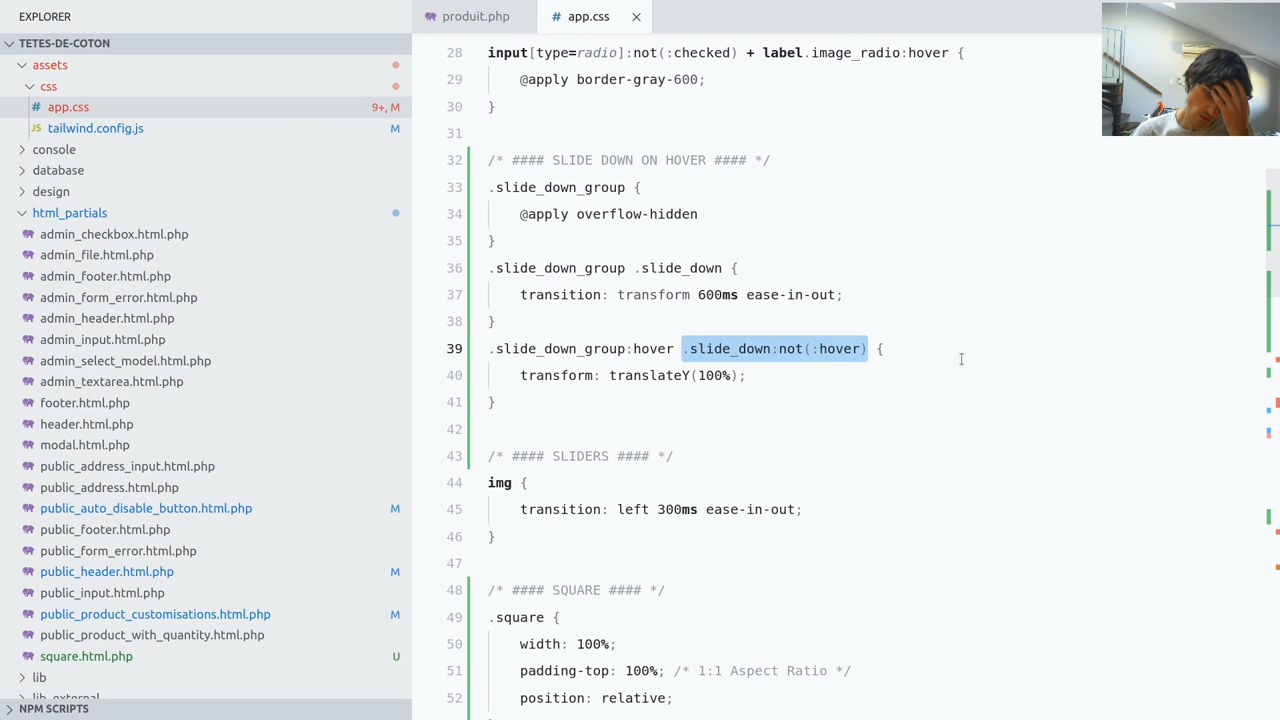 EXPLORER
TETES-DE-COTON
assets
css
# app.css 9+, M
JS tailwind.config.js M
console
database
design
html_partials
admin_checkbox.html.php
admin_file.html.php
admin_footer.html.php
admin_form_error.html.php
admin_header.html.php
admin_input.html.php
admin_select_model.html.php
admin_textarea.html.php
footer.html.php
header.html.php
modal.html.php
public_address_input.html.php
public_address.html.php
public_auto_disable_button.html.php M
public_footer.html.php
public_form_error.html.php
public_header.html.php M
public_input.html.php
public_product_customisations.html.php M
public_product_with_quantity.html.php
square.html.php U
lib
lib_external
NPM SCRIPTS
produit.php
# app.css
28 input[type=radio]:not(:checked) + label.image_radio:hover {
29 @apply border-gray-600;
30 }
31
32 /* #### SLIDE DOWN ON HOVER #### */
33 .slide_down_group {
34 @apply overflow-hidden
35 }
36 .slide_down_group .slide_down {
37 transition: transform 600ms ease-in-out;
38 }
39 .slide_down_group:hover .slide_down:not(:hover) {
40 transform: translateY(100%);
41 }
42
43 /* #### SLIDERS #### */
44 img {
45 transition: left 300ms ease-in-out;
46 }
47
48 /* #### SQUARE #### */
49 .square {
50 width: 100%;
51 padding-top: 100%; /* 1:1 Aspect Ratio */
52 position: relative;